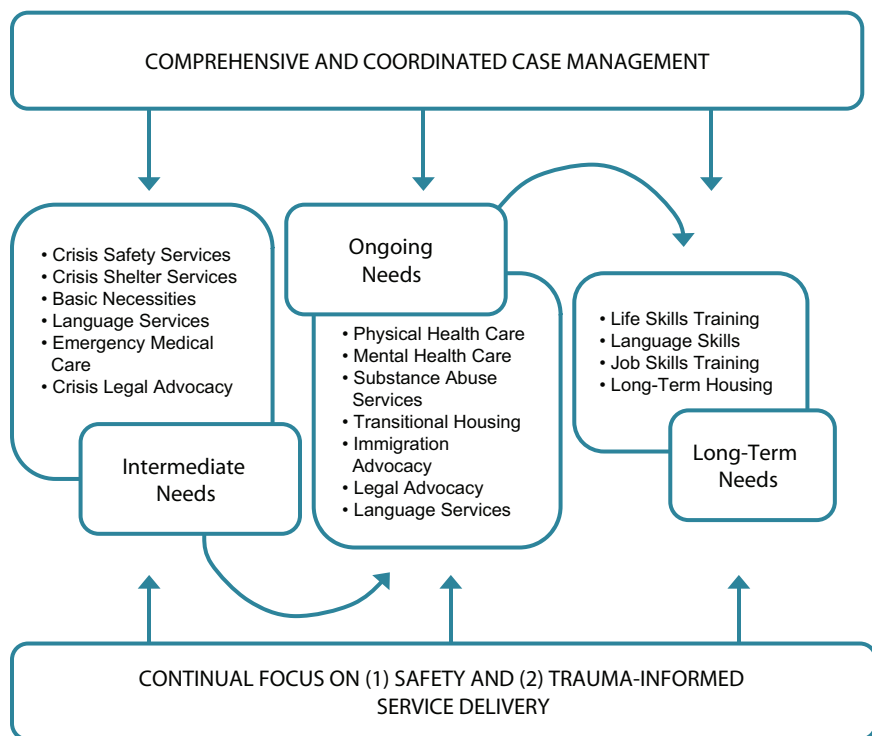 COMPREHENSIVE AND COORDINATED CASE MANAGEMENT
• Crisis Safety Services
• Crisis Shelter Services
• Basic Necessities
• Language Services
• Emergency Medical
Care
• Crisis Legal Advocacy
Intermediate
Needs
Ongoing
Needs
• Physical Health Care
• Mental Health Care
• Substance Abuse
Services
• Transitional Housing
• Immigration
Advocacy
• Legal Advocacy
• Language Services
• Life Skills Training
• Language Skills
• Job Skills Training
• Long-Term Housing
Long-Term
Needs
CONTINUAL FOCUS ON (1) SAFETY AND (2) TRAUMA-INFORMED
SERVICE DELIVERY